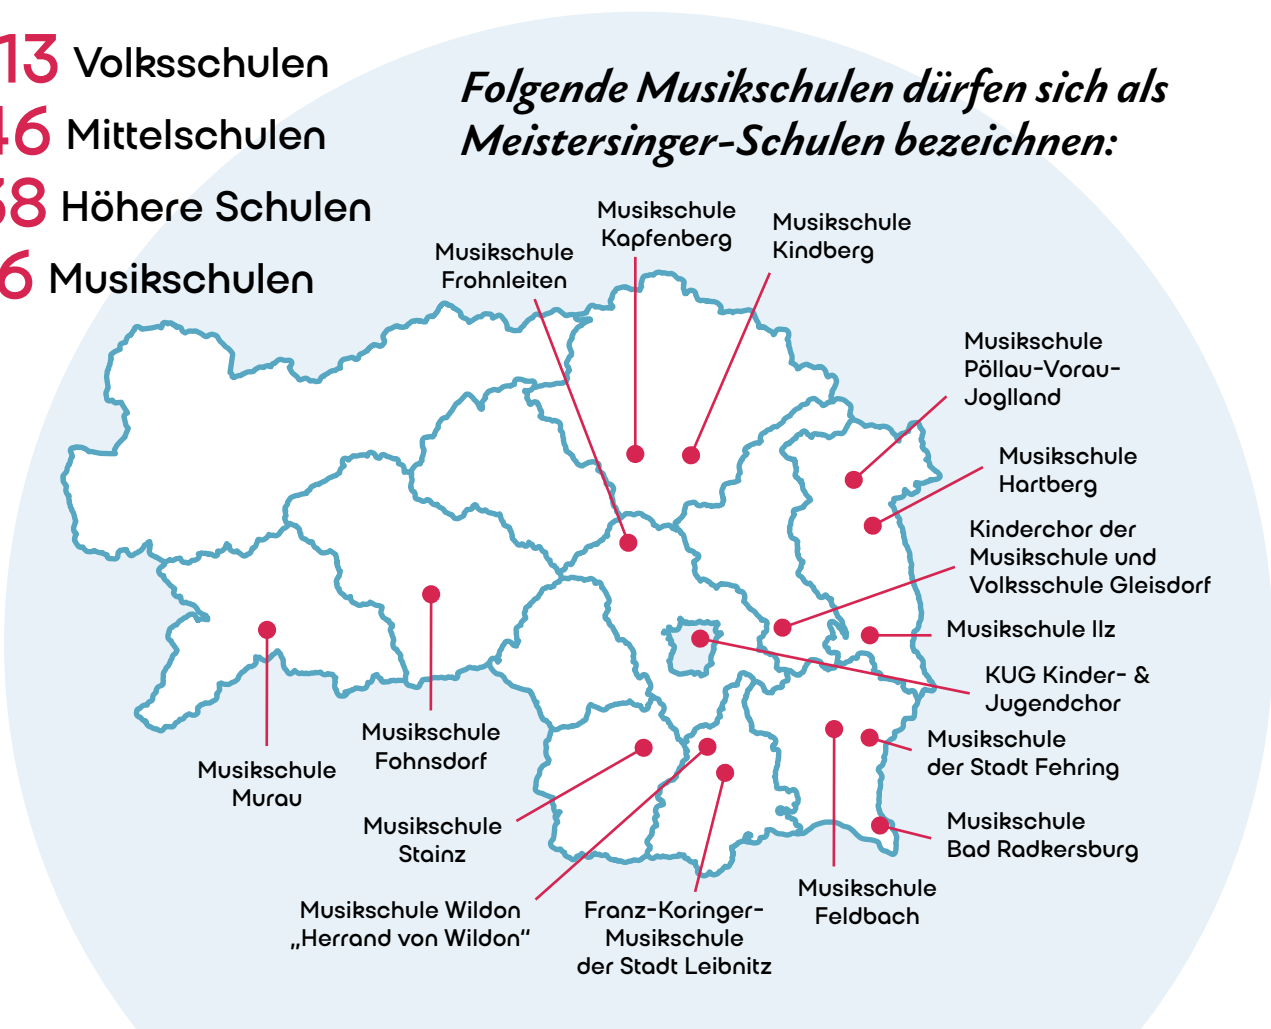 13 Volksschulen
46 Mittelschulen
38 Höhere Schulen
6 Musikschulen
Folgende Musikschulen dürfen sich als
Meistersinger-Schulen bezeichnen:
Musikschule
Kapfenberg
Musikschule
Kindberg
Musikschule
Frohnleiten
Musikschule
Pöllau-Vorau-
Joglland
Musikschule
Hartberg
Kinderchor der
Musikschule und
Volksschule Gleisdorf
Musikschule Ilz
KUG Kinder- &
Jugendchor
Musikschule
der Stadt Fehring
Musikschule
Bad Radkersburg
Musikschule
Feldbach
Musikschule
Fohnsdorf
Musikschule
Murau
Musikschule
Stainz
Musikschule Wildon
„Herrand von Wildon“
Franz-Koringer-
Musikschule
der Stadt Leibnitz